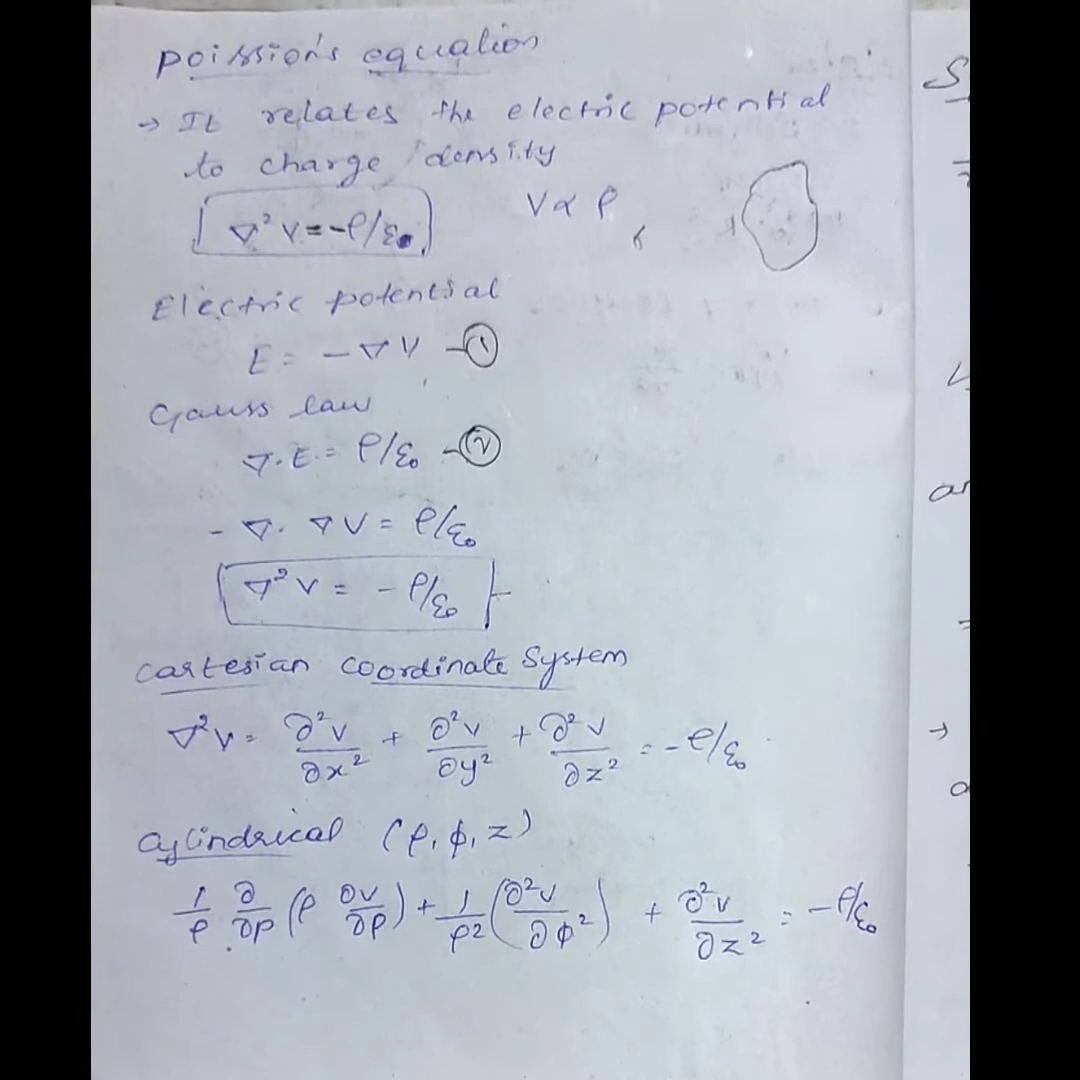 poission's equation
→ It relates the electric potential
to charge density
∇²V = -ρ/ε₀
V ∝ ρ
Electric potential
E = - ∇V -①
Gauss law
∇.E = ρ/ε₀ -②
- ∇. ∇V = ρ/ε₀
∇²V = - ρ/ε₀
Cartesian Coordinate System
∇²V = ∂²V/∂x² + ∂²V/∂y² + ∂²V/∂z² = -ρ/ε₀
Cylindrical (ρ, φ, z)
1/ρ ∂/∂ρ (ρ ∂V/∂ρ) + 1/ρ² (∂²V/∂φ²) + ∂²V/∂z² = -ρ/ε₀